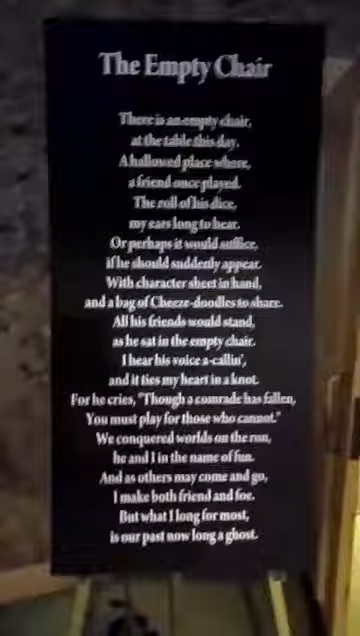 The Empty Chair
There is an empty chair,
at the table this day.
A hallowed place where,
a friend once played.
The roll of his dice,
my ears long to hear.
Or perhaps it would suffice,
if he should suddenly appear.
With character sheet in hand,
and a bag of Cheeze-doodles to share.
All his friends would stand,
as he sat in the empty chair.
I hear his voice a-callin',
and it ties my heart in a knot.
For he cries, "Though a comrade has fallen,
You must play for those who cannot."
We conquered worlds on the run,
he and I in the name of fun.
And as others may come and go,
I make both friend and foe.
But what I long for most,
is our past now long a ghost.